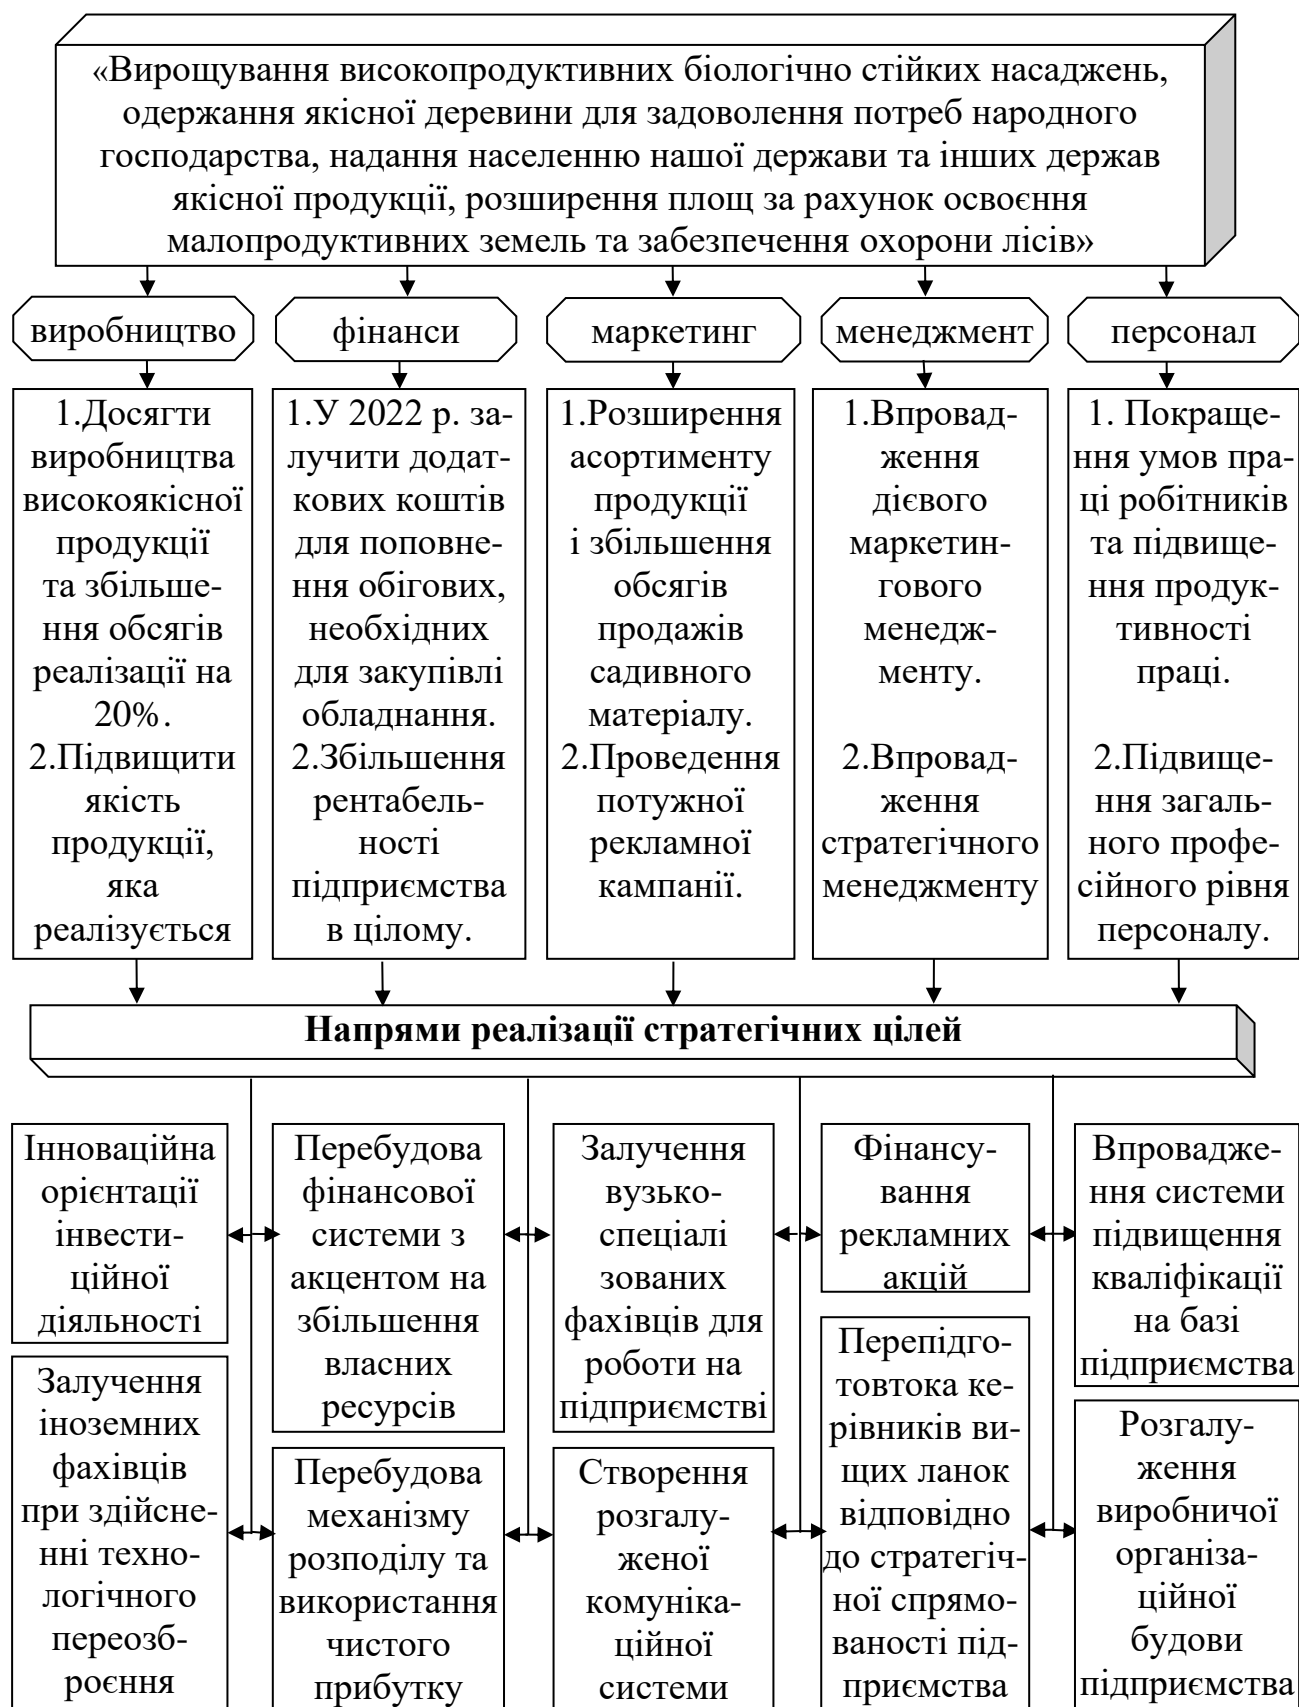 «Вирощування високопродуктивних біологічно стійких насаджень,
одержання якісної деревини для задоволення потреб народного
господарства, надання населенню нашої держави та інших держав
якісної продукції, розширення площ за рахунок освоєння
малопродуктивних земель та забезпечення охорони лісів»
виробництво
фінанси
маркетинг
менеджмент
персонал
1.Досягти
виробництва
високоякісної
продукції
та збільше-
ння обсягів
реалізації на
20%.
2.Підвищити
якість
продукції,
яка
реалізується
1.У 2022 р. за-
лучити додат-
кових коштів
для поповне-
ння обігових,
необхідних
для закупівлі
обладнання.
2.Збільшення
рентабель-
ності
підприємства
в цілому.
1.Розширення
асортименту
продукції
і збільшення
обсягів
продажів
садивного
матеріалу.
2.Проведення
потужної
рекламної
кампанії.
1.Впровад-
ження
дієвого
маркетин-
гового
менедж-
менту.
2.Впровад-
ження
стратегічного
менеджменту
1. Покраще-
ння умов пра-
ці робітників
та підвище-
ння продук-
тивності
праці.
2.Підвище-
ння загаль-
ного профе-
сійного рівня
персоналу.
Напрями реалізації стратегічних цілей
Інноваційна
орієнтації
інвести-
ційної
діяльності
Перебудова
фінансової
системи з
акцентом на
збільшення
власних
ресурсів
Залучення
вузько-
спеціалі
зованих
фахівців для
роботи на
підприємстві
Фінансу-
вання
рекламних
акцій
Впровадже-
ння системи
підвищення
кваліфікації
на базі
підприємства
Залучення
іноземних
фахівців
при здійсне-
нні техно-
логічного
переозб-
роєння
Перебудова
механізму
розподілу та
використання
чистого
прибутку
Створення
розгалу-
женої
комуніка-
ційної
системи
Перепідго-
товтока ке-
рівників ви-
щих ланок
відповідно
до стратегіч-
ної спрямо-
ваності під-
приємства
Розгалу-
ження
виробничої
організа-
ційної
будови
підприємства